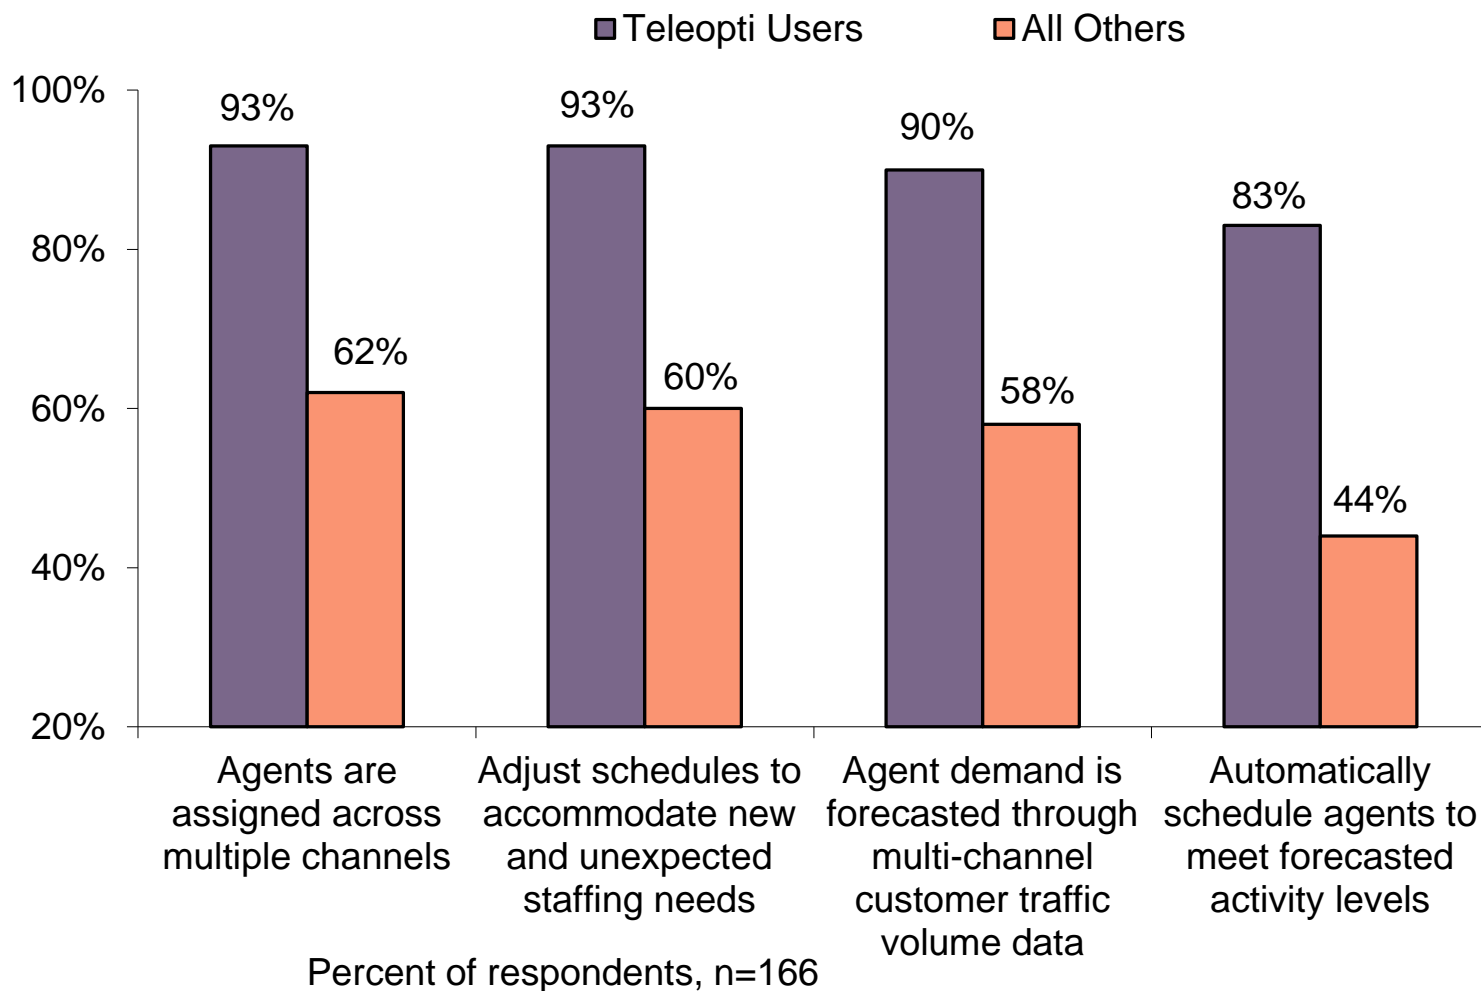 Teleopti Users
All Others
100%
80%
60%
40%
20%
93%
62%
93%
60%
90%
58%
83%
44%
Agents are
assigned across
multiple channels
Adjust schedules to
accommodate new
and unexpected
staffing needs
Agent demand is
forecasted through
multi-channel
customer traffic
volume data
Automatically
schedule agents to
meet forecasted
activity levels
Percent of respondents, n=166